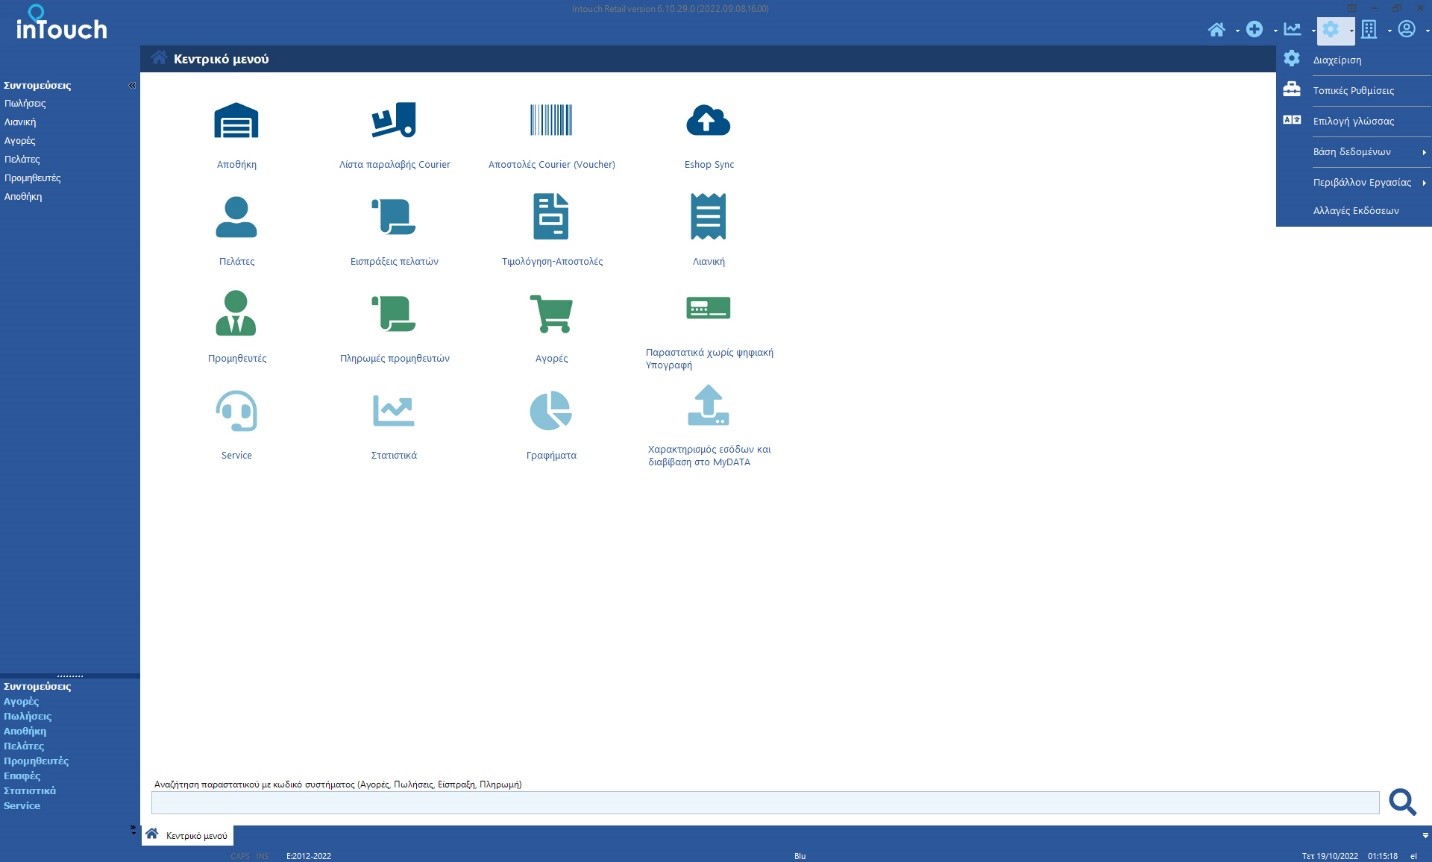 Intouch Retail version 6.10.29.0 (2022.09.08.1600)
inTouch
Κεντρικό μενού
Συντομεύσεις
Πωλήσεις
Λιανική
Αγορές
Πελάτες
Προμηθευτές
Αποθήκη
Διαχείριση
Τοπικές Ρυθμίσεις
Επιλογή γλώσσας
Βάση δεδομένων
Περιβάλλον Εργασίας
Αλλαγές Εκδόσεων
Αποθήκη
Λίστα παραλαβής Courier
Αποστολές Courier (Voucher)
Eshop Sync
Πελάτες
Εισπράξεις πελατών
Τιμολόγηση-Αποστολές
Λιανική
Προμηθευτές
Πληρωμές προμηθευτών
Αγορές
Παραστατικά χωρίς ψηφιακή
Υπογραφή
Service
Στατιστικά
Γραφήματα
Χαρακτηρισμός εσόδων και
διαβίβαση στο MyDATA
Συντομεύσεις
Αγορές
Πωλήσεις
Αποθήκη
Πελάτες
Προμηθευτές
Επαφές
Στατιστικά
Service
Αναζήτηση παραστατικού με κωδικό συστήματος (Αγορές, Πωλήσεις, Είσπραξη, Πληρωμή)
Κεντρικό μενού
CAPS INS E:2012-2022 Blu Τετ 19/10/2022 01:15:18 el